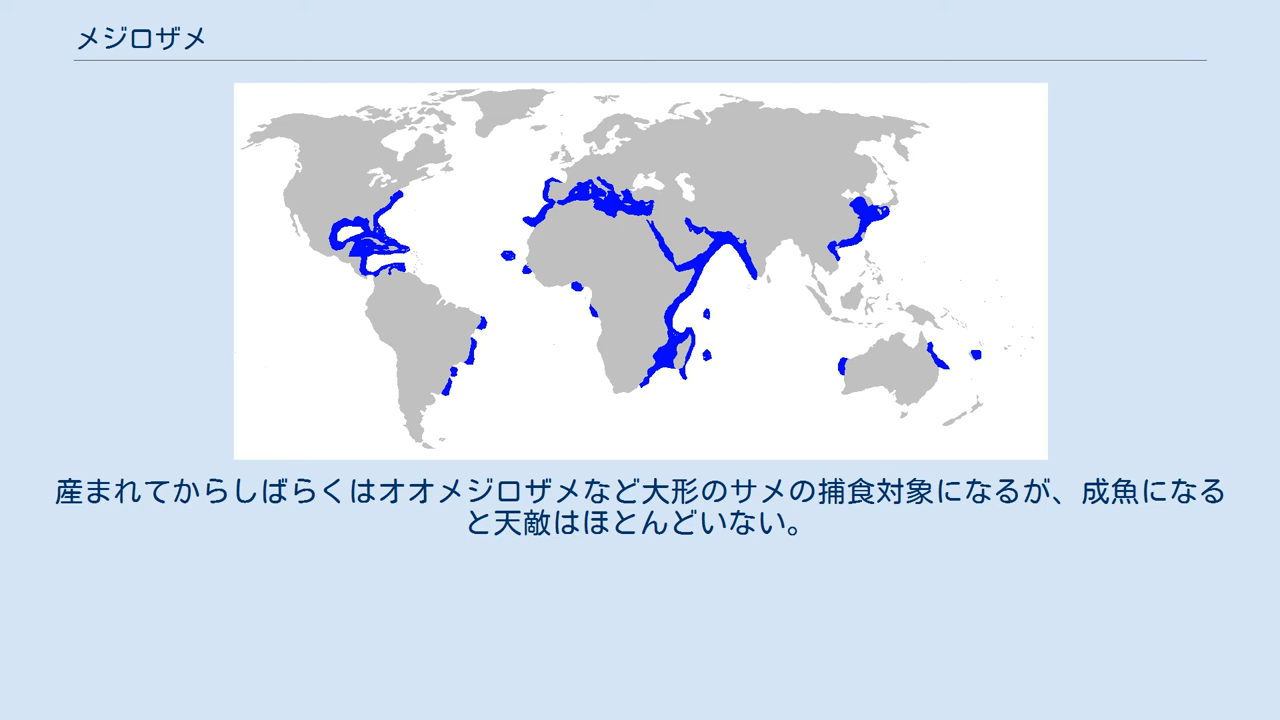 メジロザメ
産まれてからしばらくはオオメジロザメなど大形のサメの捕食対象になるが、成魚になる
と天敵はほとんどいない。